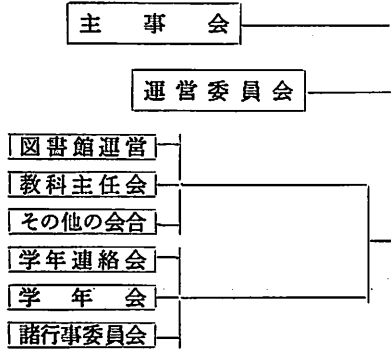 主事会
運営委員会
図書館運営
教科主任会
その他の会合
学年連絡会
学年会
諸行事委員会